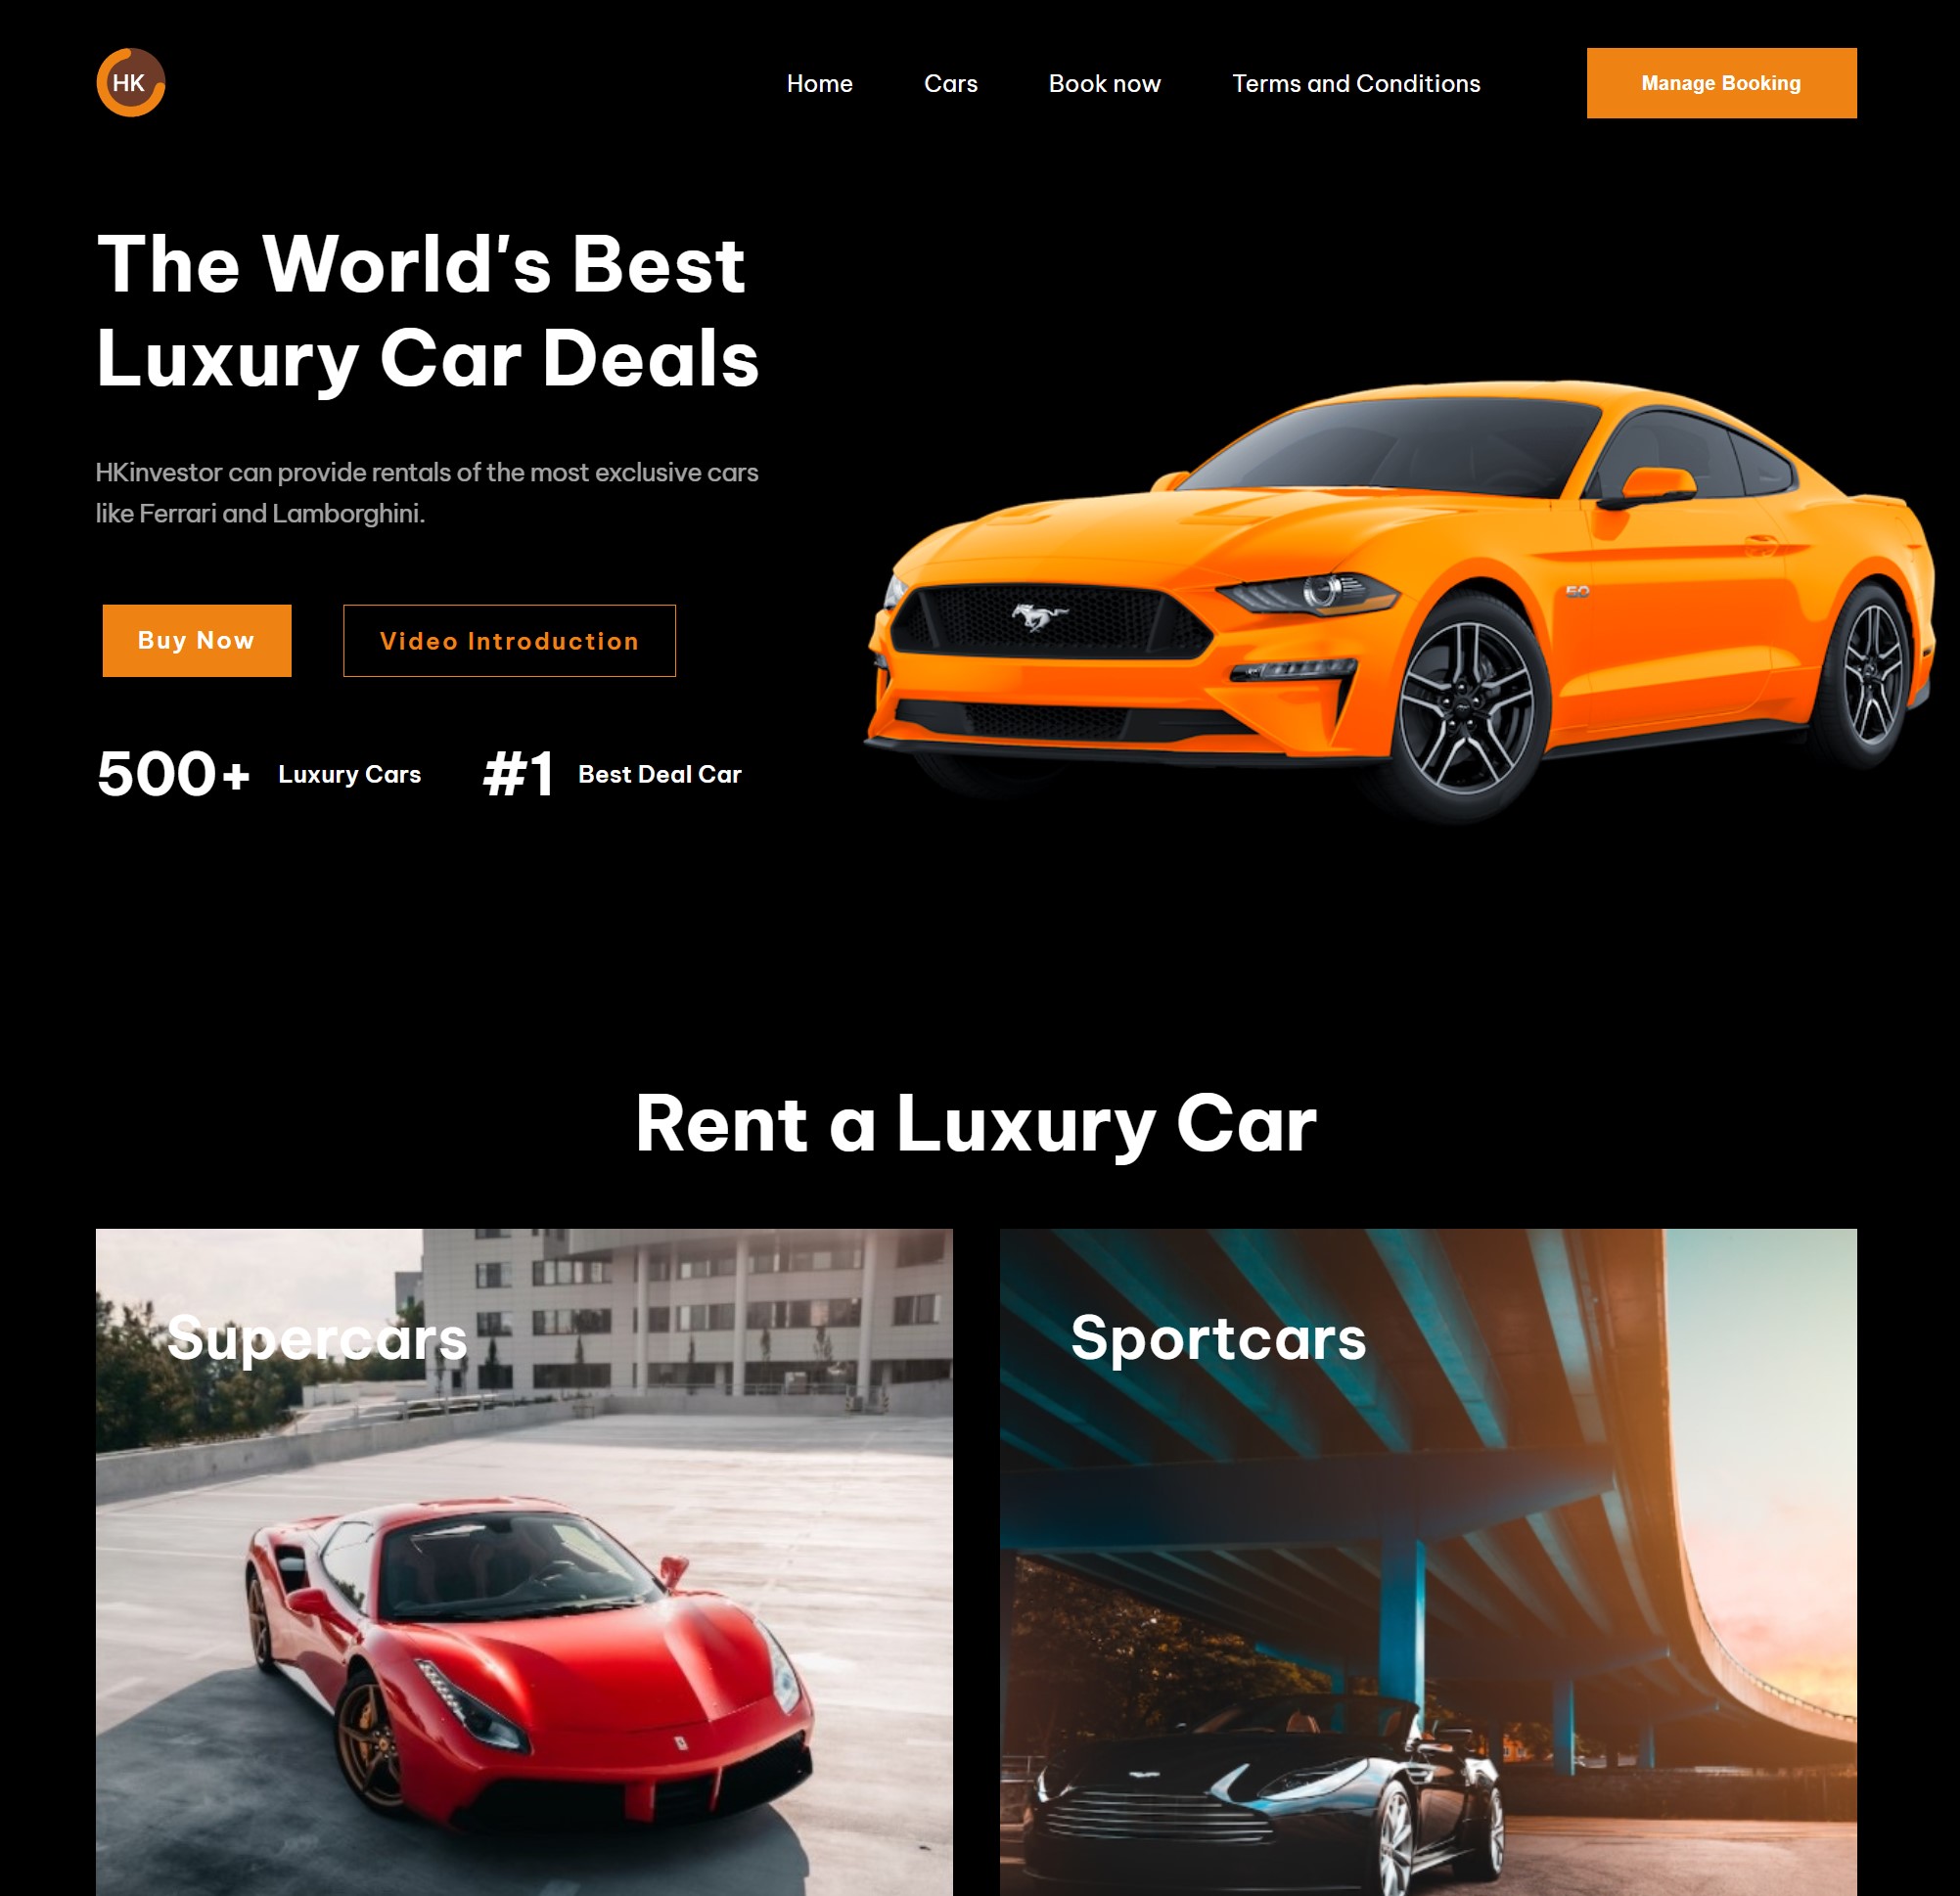 HK
Home
Cars
Book now
Terms and Conditions
Manage Booking
The World's Best
Luxury Car Deals
HKinvestor can provide rentals of the most exclusive cars
like Ferrari and Lamborghini.
Buy Now
Video Introduction
500+ Luxury Cars
#1 Best Deal Car
5.0
Rent a Luxury Car
Supercars
Sportcars